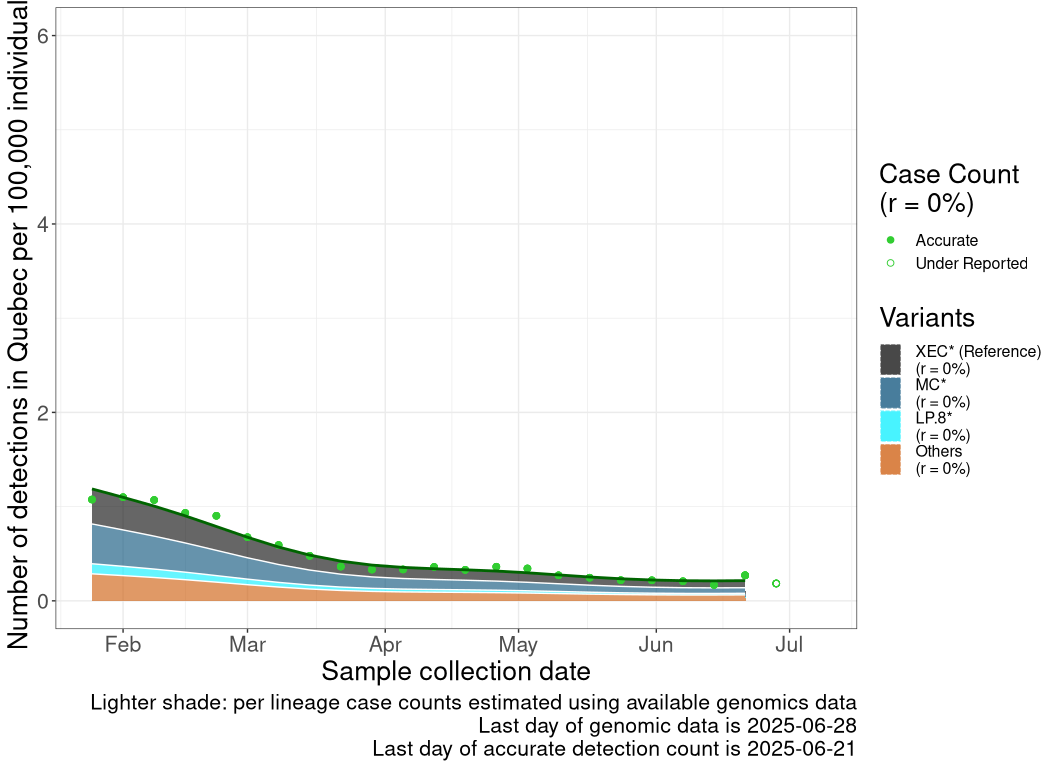 Number of detections in Quebec per 100,000 individual
6
4
2
0
Feb
Mar
Apr
May
Jun
Jul
Sample collection date
Lighter shade: per lineage case counts estimated using available genomics data
Last day of genomic data is 2025-06-28
Last day of accurate detection count is 2025-06-21
Case Count
(r = 0%)
Accurate
Under Reported
Variants
XEC* (Reference)
(r = 0%)
MC*
(r = 0%)
LP.8*
(r = 0%)
Others
(r = 0%)